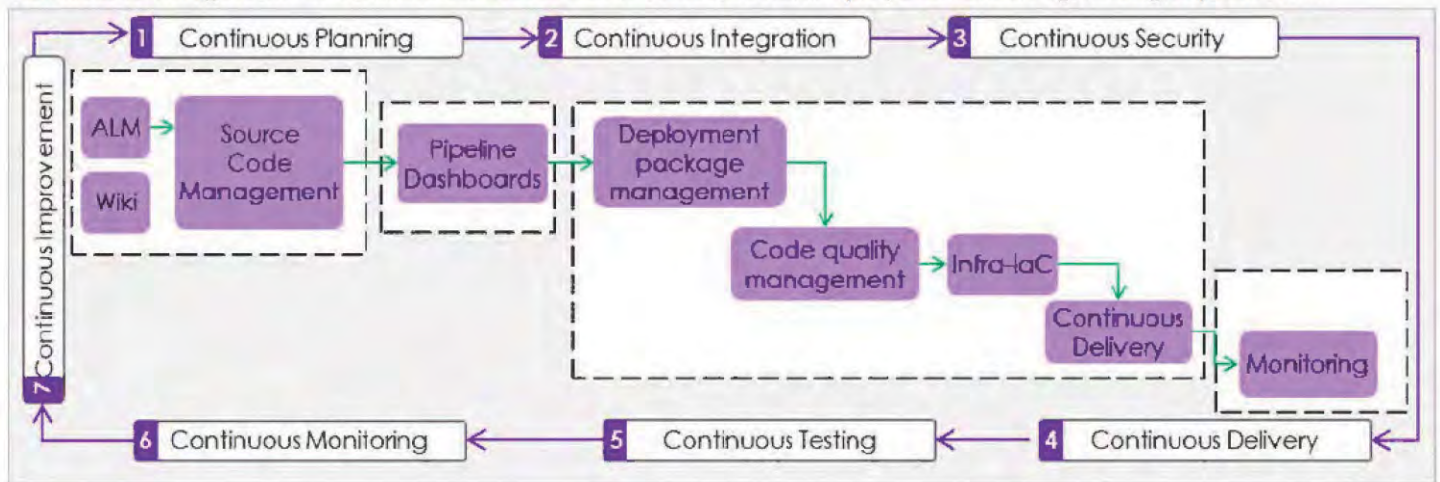 1 Continuous Planning
2 Continuous Integration
3 Continuous Security
7 Continuous Improvement
ALM
Wiki
Source
Code
Management
Pipeline
Dashboards
Deployment
package
management
Code quality
management
Infra-IaC
Continuous
Delivery
Monitoring
6 Continuous Monitoring
5 Continuous Testing
4 Continuous Delivery